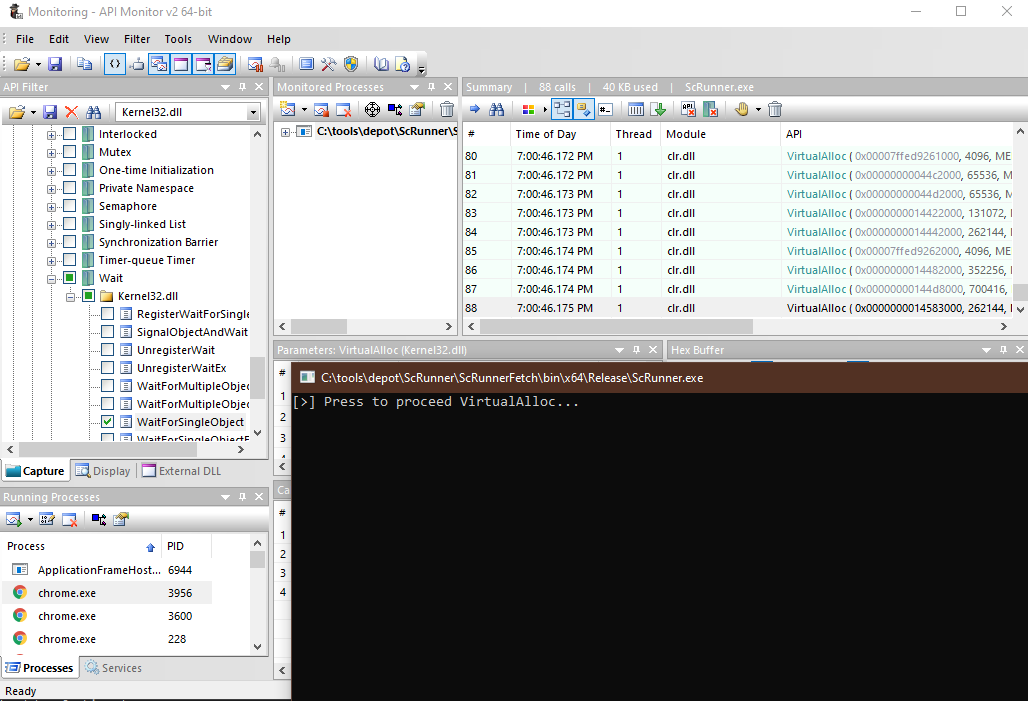 Monitoring - API Monitor v2 64-bit
File Edit View Filter Tools Window Help
API Filter
Kernel32.dll
Interlocked
Mutex
One-time Initialization
Private Namespace
Semaphore
Singly-linked List
Synchronization Barrier
Timer-queue Timer
Wait
Kernel32.dll
RegisterWaitForSingle
SignalObjectAndWait
UnregisterWait
UnregisterWaitEx
WaitForMultipleObjec
WaitForMultipleObjec
WaitForSingleObject
WaitForSingleObjectE
Capture Display External DLL
Running Processes
Process PID
ApplicationFrameHost... 6944
chrome.exe 3956
chrome.exe 3600
chrome.exe 228
Processes Services
Ready
Monitored Processes
C:\tools\depot\ScRunner\S
Summary | 88 calls | 40 KB used | ScRunner.exe
# Time of Day Thread Module API
80 7:00:46.172 PM 1 clr.dll VirtualAlloc ( 0x00007ffed9261000, 4096, ME
81 7:00:46.172 PM 1 clr.dll VirtualAlloc ( 0x00000000044c2000, 65536, M
82 7:00:46.173 PM 1 clr.dll VirtualAlloc ( 0x00000000044d2000, 65536, M
83 7:00:46.173 PM 1 clr.dll VirtualAlloc ( 0x0000000014422000, 131072,
84 7:00:46.173 PM 1 clr.dll VirtualAlloc ( 0x0000000014442000, 262144,
85 7:00:46.174 PM 1 clr.dll VirtualAlloc ( 0x00007ffed9262000, 4096, ME
86 7:00:46.174 PM 1 clr.dll VirtualAlloc ( 0x0000000014482000, 352256,
87 7:00:46.174 PM 1 clr.dll VirtualAlloc ( 0x00000000144d8000, 700416,
88 7:00:46.175 PM 1 clr.dll VirtualAlloc ( 0x0000000014583000, 262144,
Parameters: VirtualAlloc (Kernel32.dll)
#
1
2
3
Hex Buffer
Ca
#
1
2
3
4
C:\tools\depot\ScRunner\ScRunnerFetch\bin\x64\Release\ScRunner.exe
[>] Press to proceed VirtualAlloc...